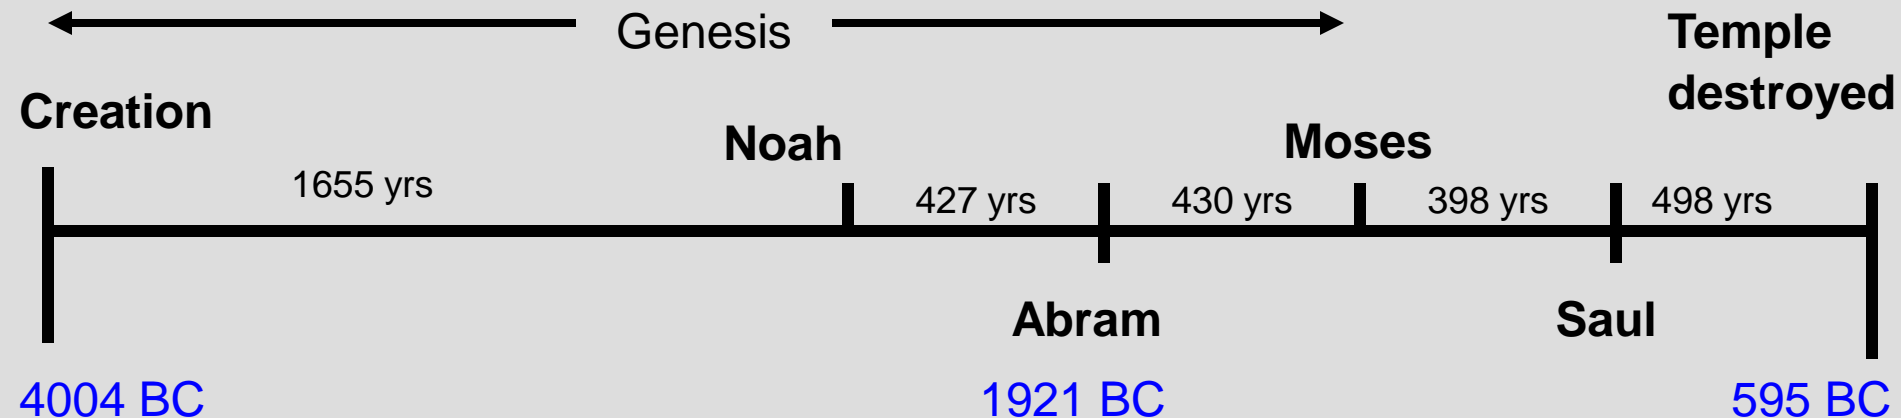 Genesis
Temple
destroyed
Creation
Noah
Moses
1655 yrs
427 yrs
430 yrs
398 yrs
498 yrs
Abram
Saul
4004 BC
1921 BC
595 BC